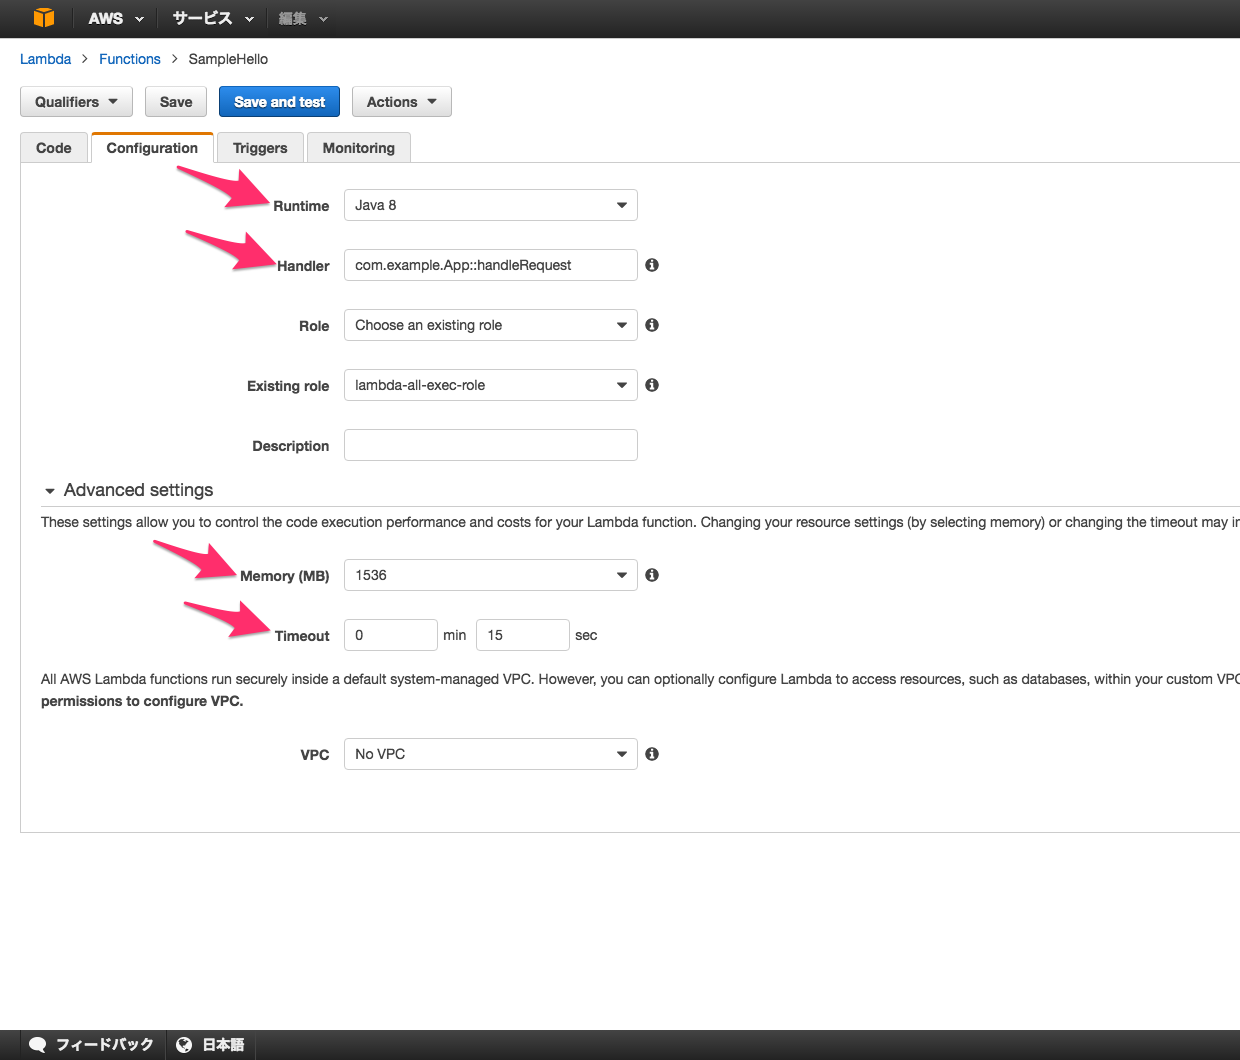 AWS サービス 編集
Lambda > Functions > SampleHello
Qualifiers Save Save and test Actions
Code Configuration Triggers Monitoring
Runtime Java 8
Handler com.example.App::handleRequest
Role Choose an existing role
Existing role lambda-all-exec-role
Description
Advanced settings
These settings allow you to control the code execution performance and costs for your Lambda function. Changing your resource settings (by selecting memory) or changing the timeout may
Memory (MB) 1536
Timeout 0 min 15 sec
All AWS Lambda functions run securely inside a default system-managed VPC. However, you can optionally configure Lambda to access resources, such as databases, within your custom VPC
permissions to configure VPC.
VPC No VPC
フィードバック 日本語